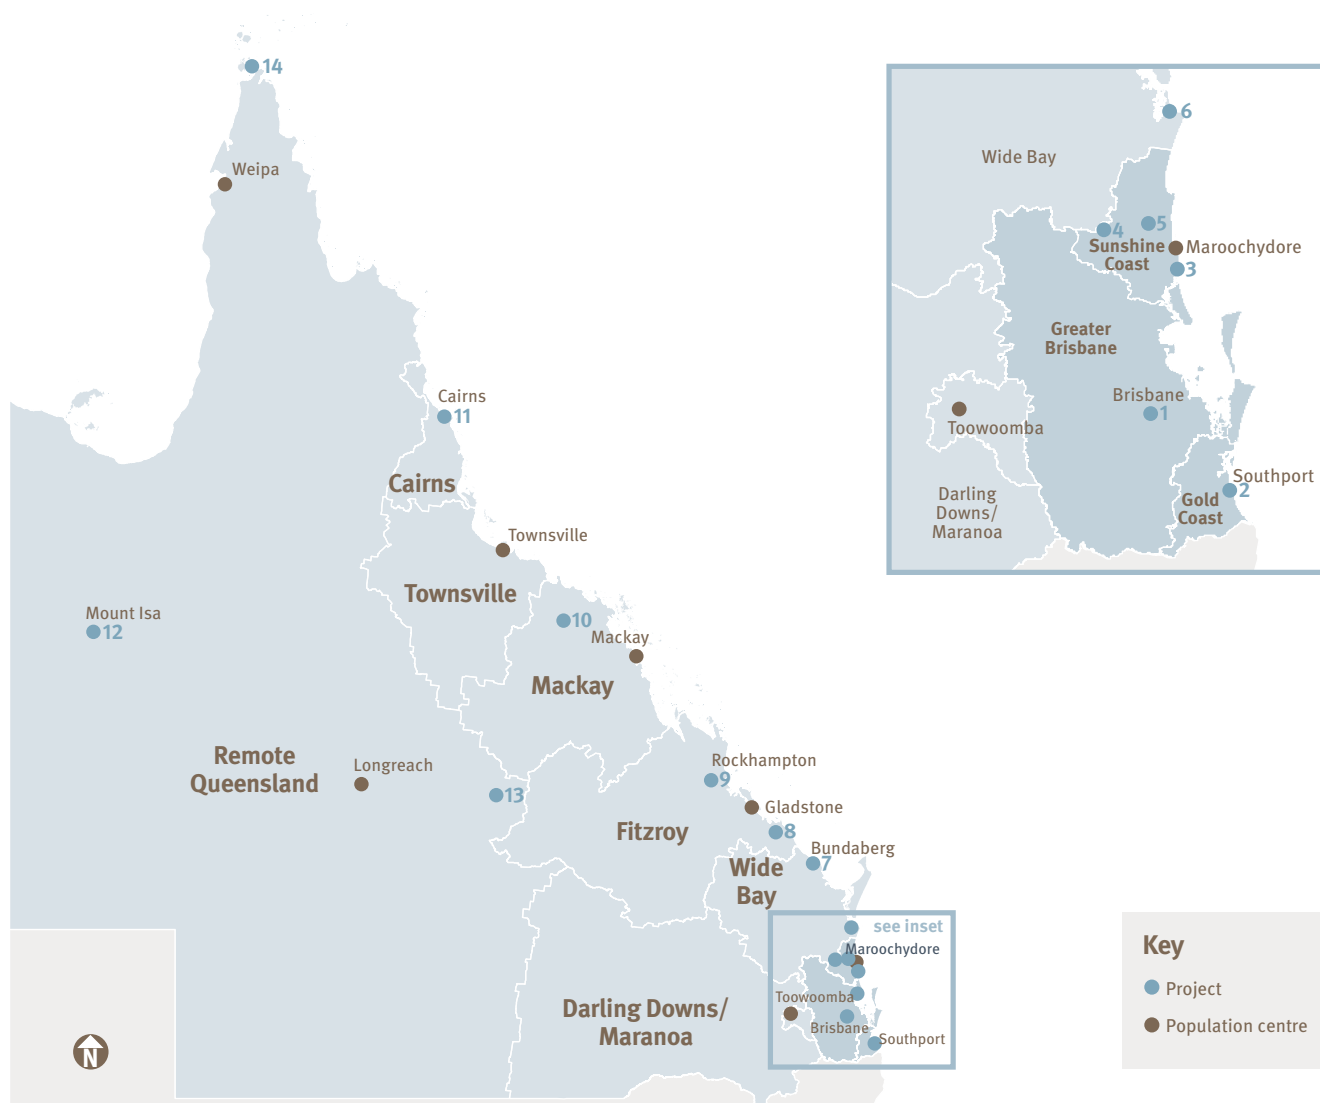 14
Weipa
6
Wide Bay
4
5
Sunshine
Coast
Maroochydore
3
Greater
Brisbane
Brisbane
1
Toowoomba
Southport
2
Gold
Coast
Darling
Downs/
Maranoa
Cairns
11
Cairns
Townsville
Townsville
Mount Isa
12
10
Mackay
Mackay
Remote
Queensland
Longreach
13
Rockhampton
9
Gladstone
Fitzroy
8
Bundaberg
7
Wide
Bay
see inset
Maroochydore
Toowoomba
Brisbane
Southport
Darling Downs/
Maranoa
N
Key
Project
Population centre